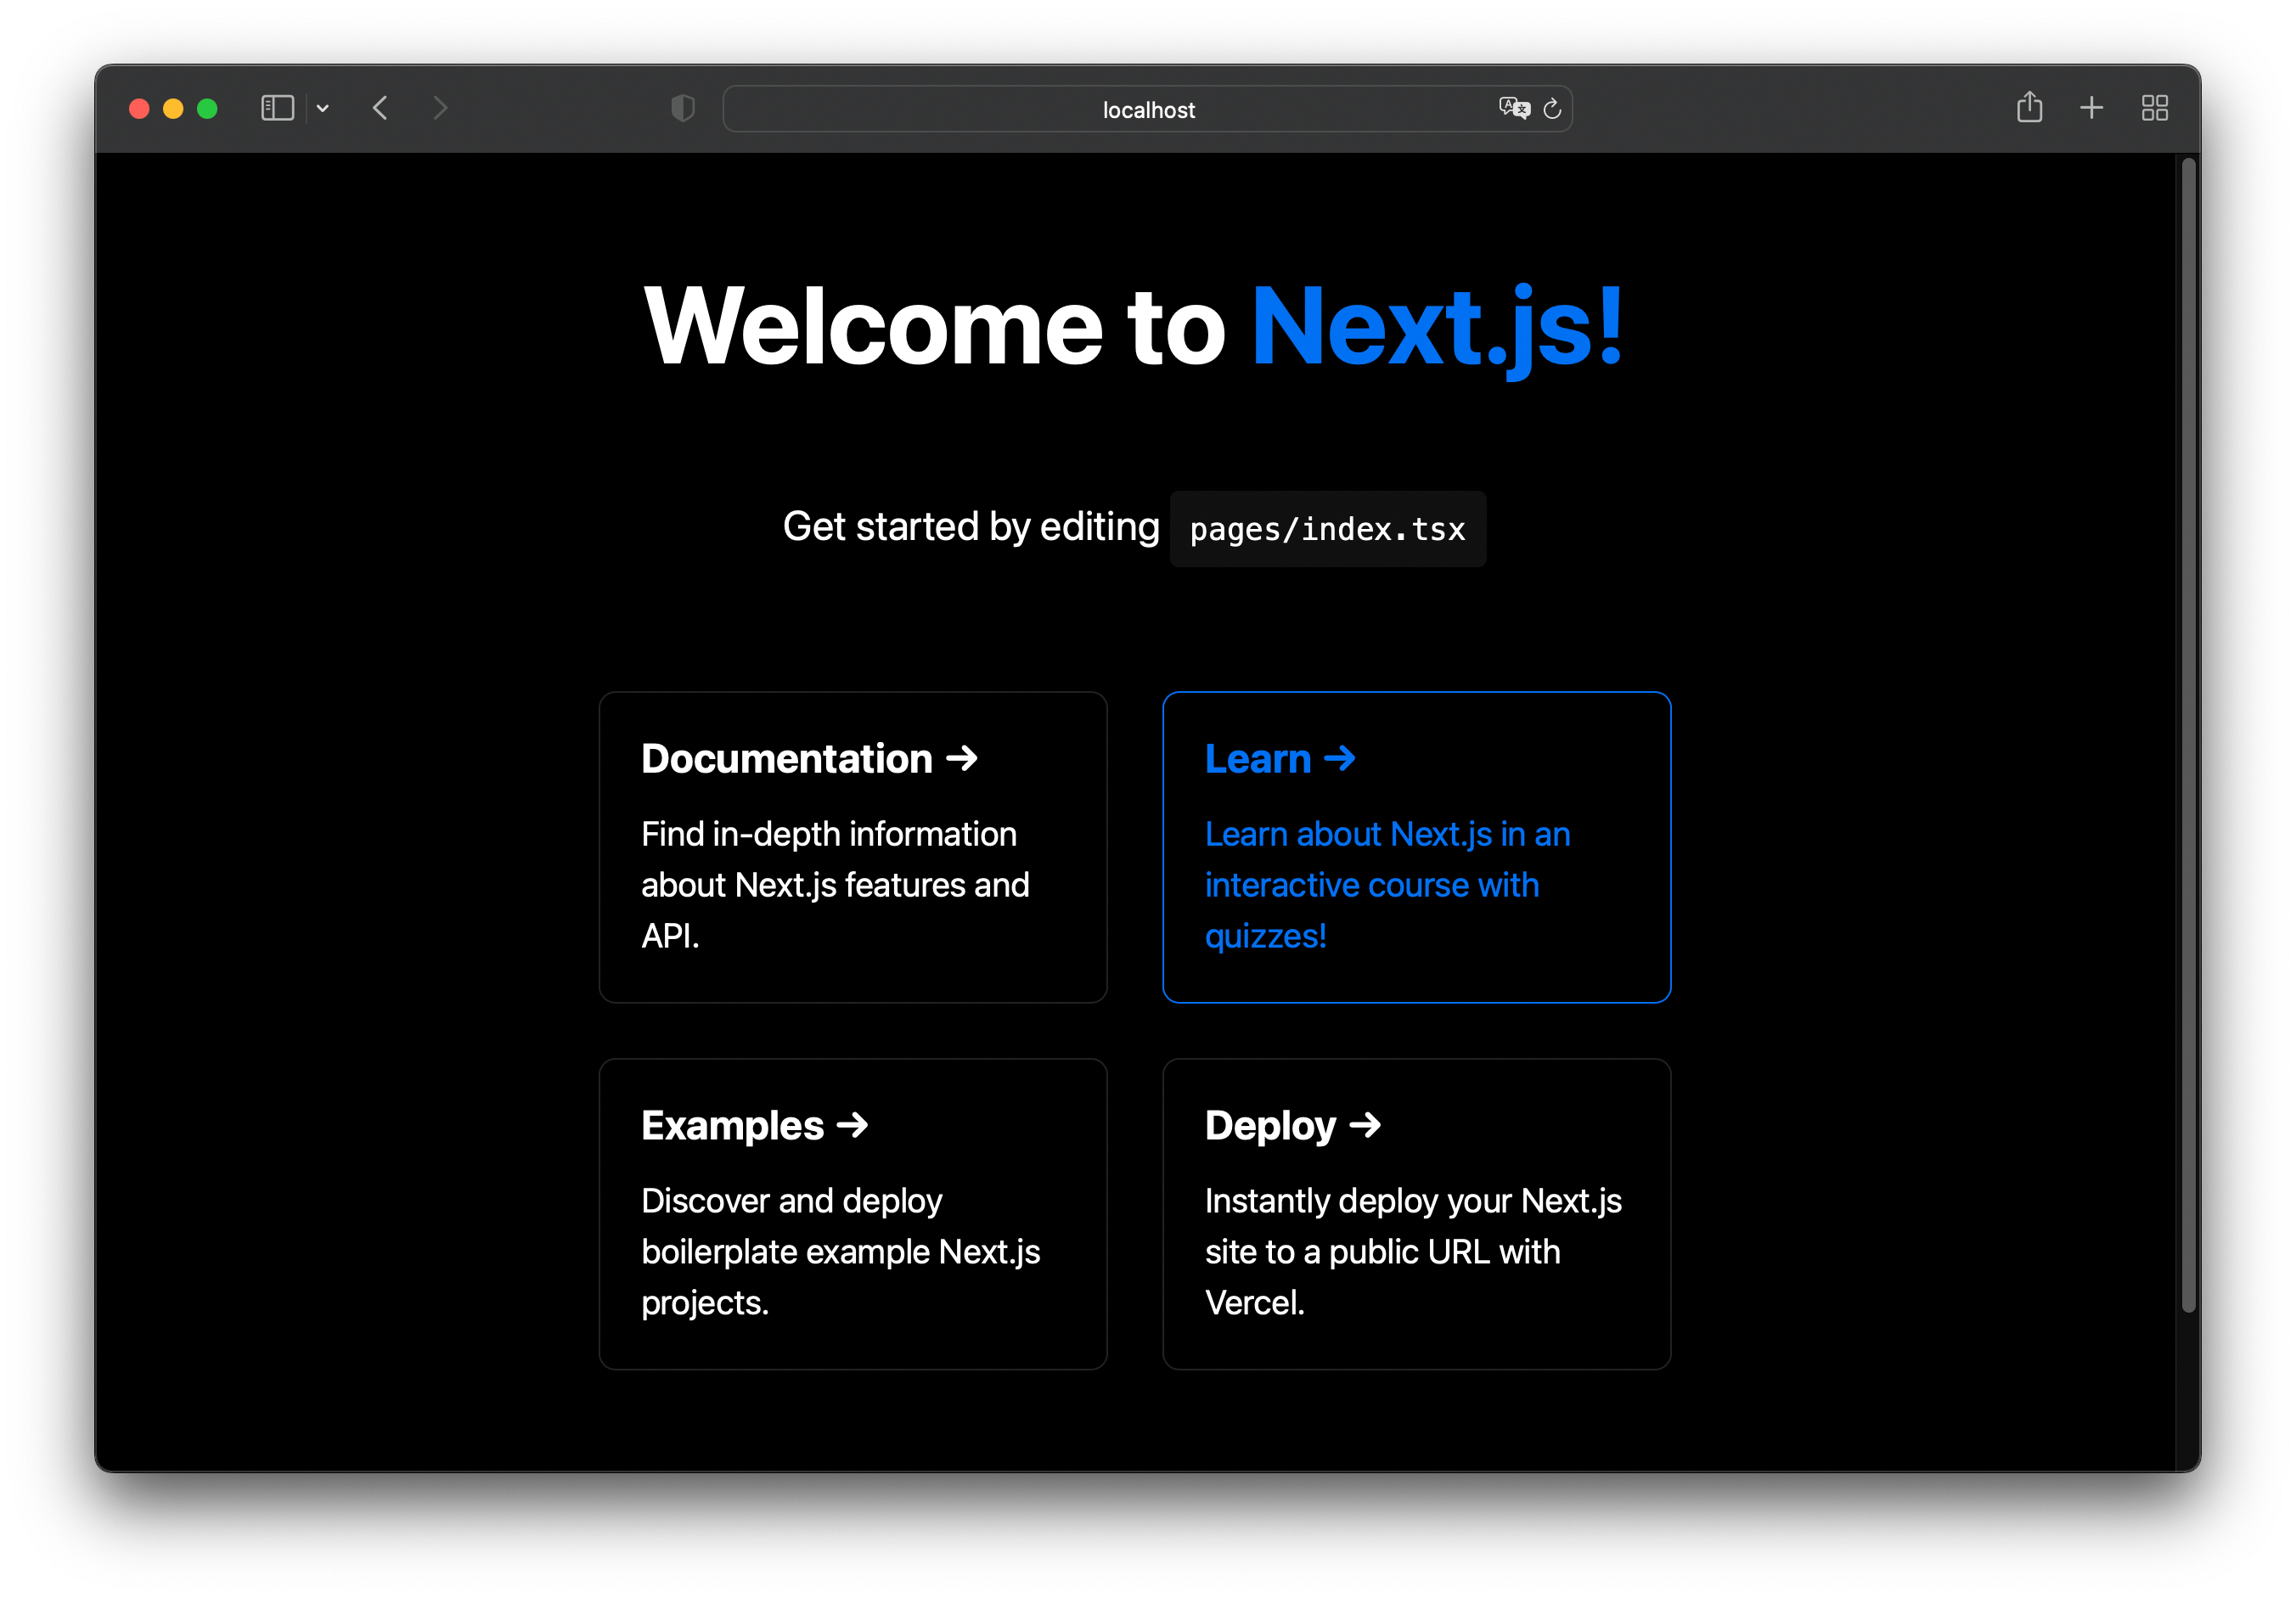 localhost
Welcome to Next.js!
Get started by editing pages/index.tsx
Documentation →
Find in-depth information
about Next.js features and
API.
Learn →
Learn about Next.js in an
interactive course with
quizzes!
Examples →
Discover and deploy
boilerplate example Next.js
projects.
Deploy →
Instantly deploy your Next.js
site to a public URL with
Vercel.